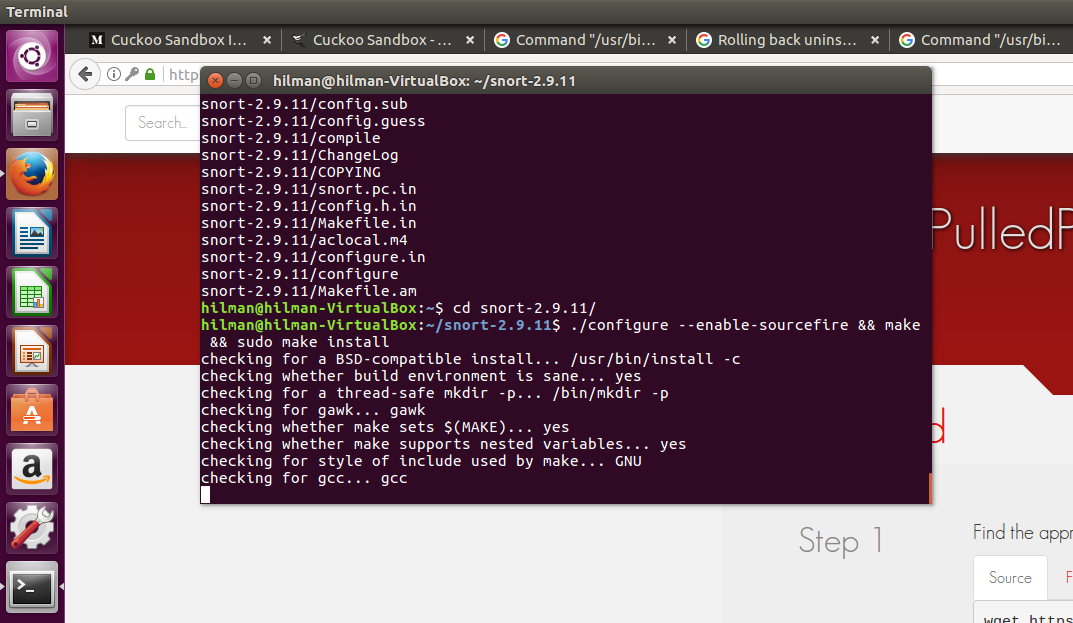 Terminal
Cuckoo Sandbox I... ×
Cuckoo Sandbox - ... ×
Command "/usr/bi... ×
Rolling back unins... ×
Command "/usr/bi...
http
hilman@hilman-VirtualBox: ~/snort-2.9.11
Search..
snort-2.9.11/config.sub
snort-2.9.11/config.guess
snort-2.9.11/compile
snort-2.9.11/ChangeLog
snort-2.9.11/COPYING
snort-2.9.11/snort.pc.in
snort-2.9.11/config.h.in
snort-2.9.11/Makefile.in
snort-2.9.11/aclocal.m4
snort-2.9.11/configure.in
snort-2.9.11/configure
snort-2.9.11/Makefile.am
hilman@hilman-VirtualBox:~$ cd snort-2.9.11/
hilman@hilman-VirtualBox:~/snort-2.9.11$ ./configure --enable-sourcefire && make
&& sudo make install
checking for a BSD-compatible install... /usr/bin/install -c
checking whether build environment is sane... yes
checking for a thread-safe mkdir -p... /bin/mkdir -p
checking for gawk... gawk
checking whether make sets $(MAKE)... yes
checking whether make supports nested variables... yes
checking for style of include used by make... GNU
checking for gcc... gcc
PulledP
d
Step 1
Find the appr
Source
F
wget https